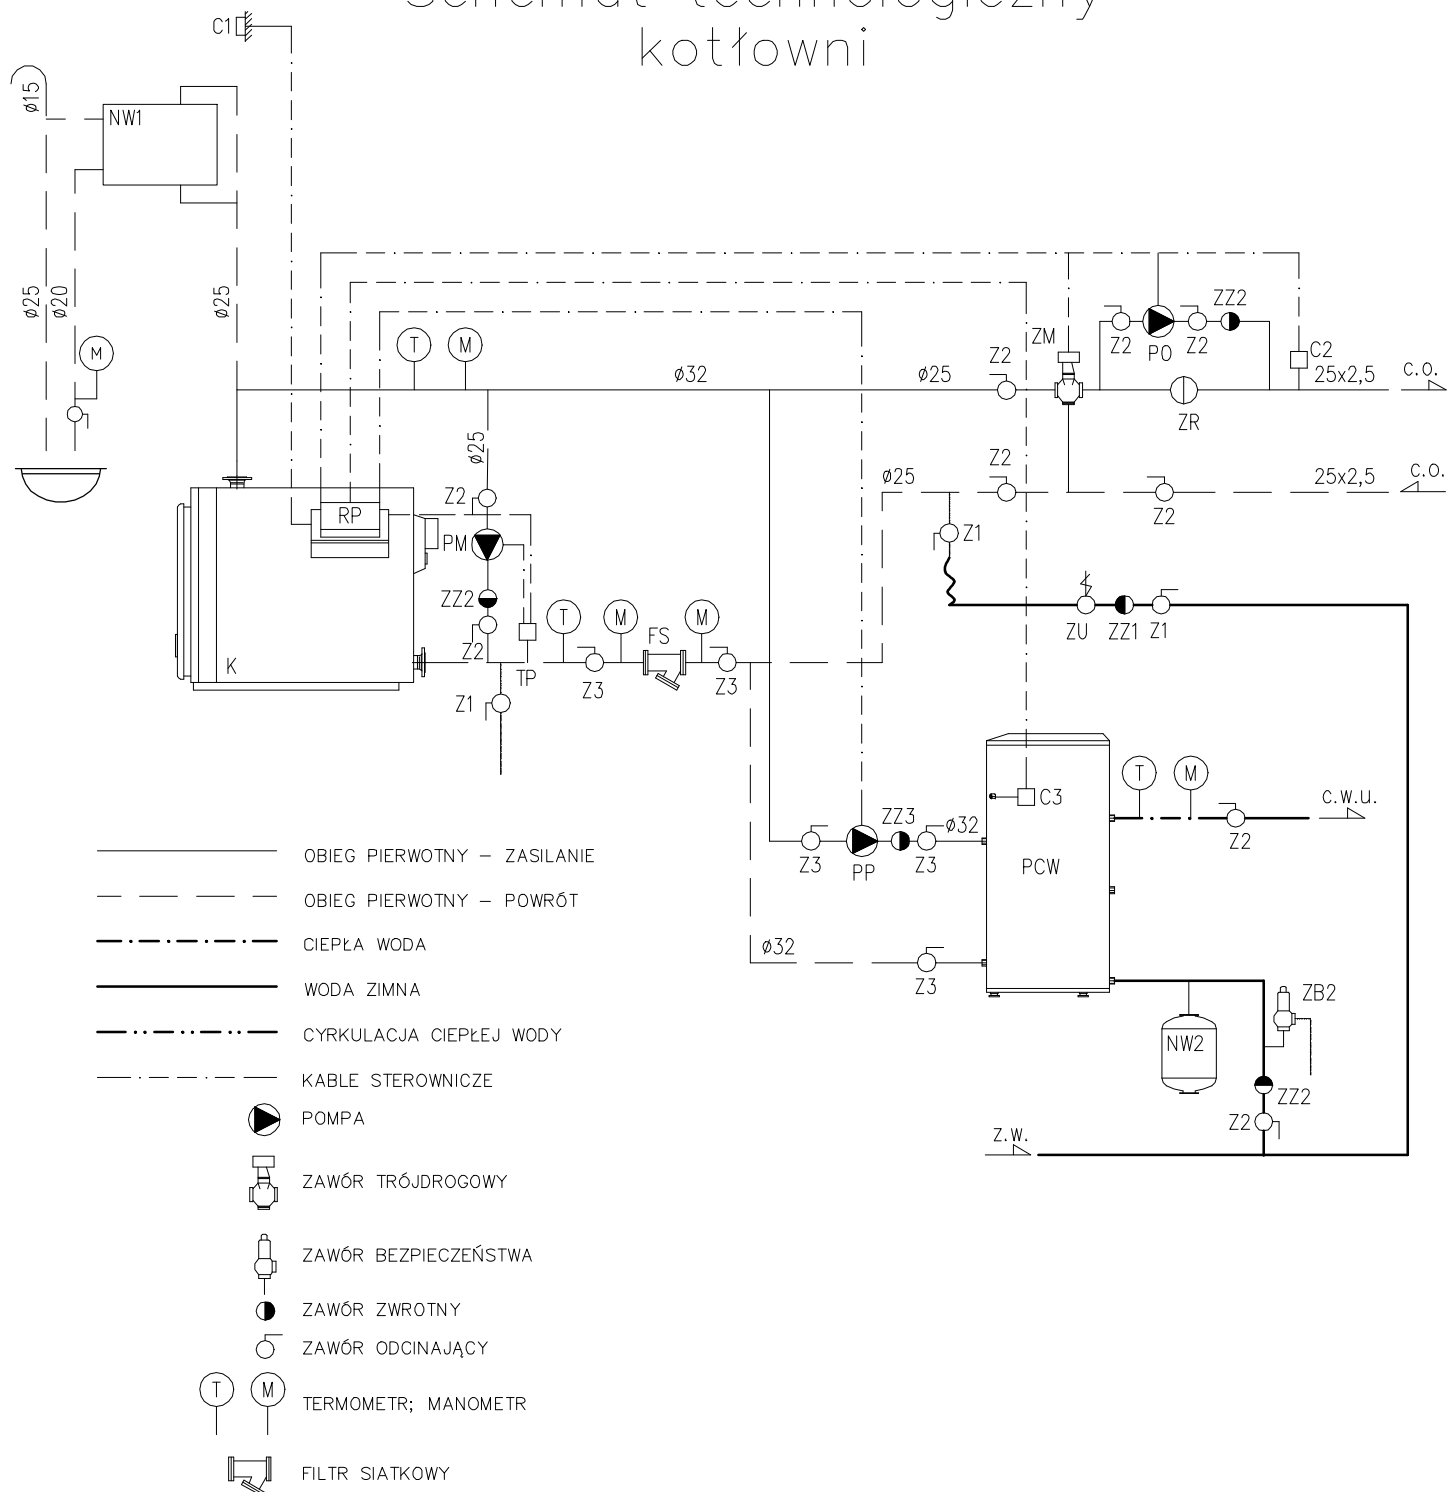 Schemat technologiczny
kotłowni
C1
ø15
NW1
ø25
ø20
ø25
M
T
M
ø32
ø25
Z2
ZM
Z2
PO
Z2
ZZ2
C2
25x2,5
c.o.
ZR
ø25
Z2
PM
ZZ2
Z2
RP
K
TP
Z1
T
Z3
M
FS
M
Z3
ø25
Z2
25x2,5
c.o.
Z2
Z1
ZU
ZZ1
Z1
C3
T
M
c.w.u.
Z2
Z3
PP
ZZ3
Z3
ø32
PCW
ø32
Z3
NW2
ZB2
ZZ2
Z2
z.w.
OBIEG PIERWOTNY – ZASILANIE
OBIEG PIERWOTNY – POWRÓT
CIEPŁA WODA
WODA ZIMNA
CYRKULACJA CIEPŁEJ WODY
KABLE STEROWNICZE
POMPA
ZAWÓR TRÓJDROGOWY
ZAWÓR BEZPIECZEŃSTWA
ZAWÓR ZWROTNY
ZAWÓR ODCINAJĄCY
T M TERMOMETR; MANOMETR
FILTR SIATKOWY